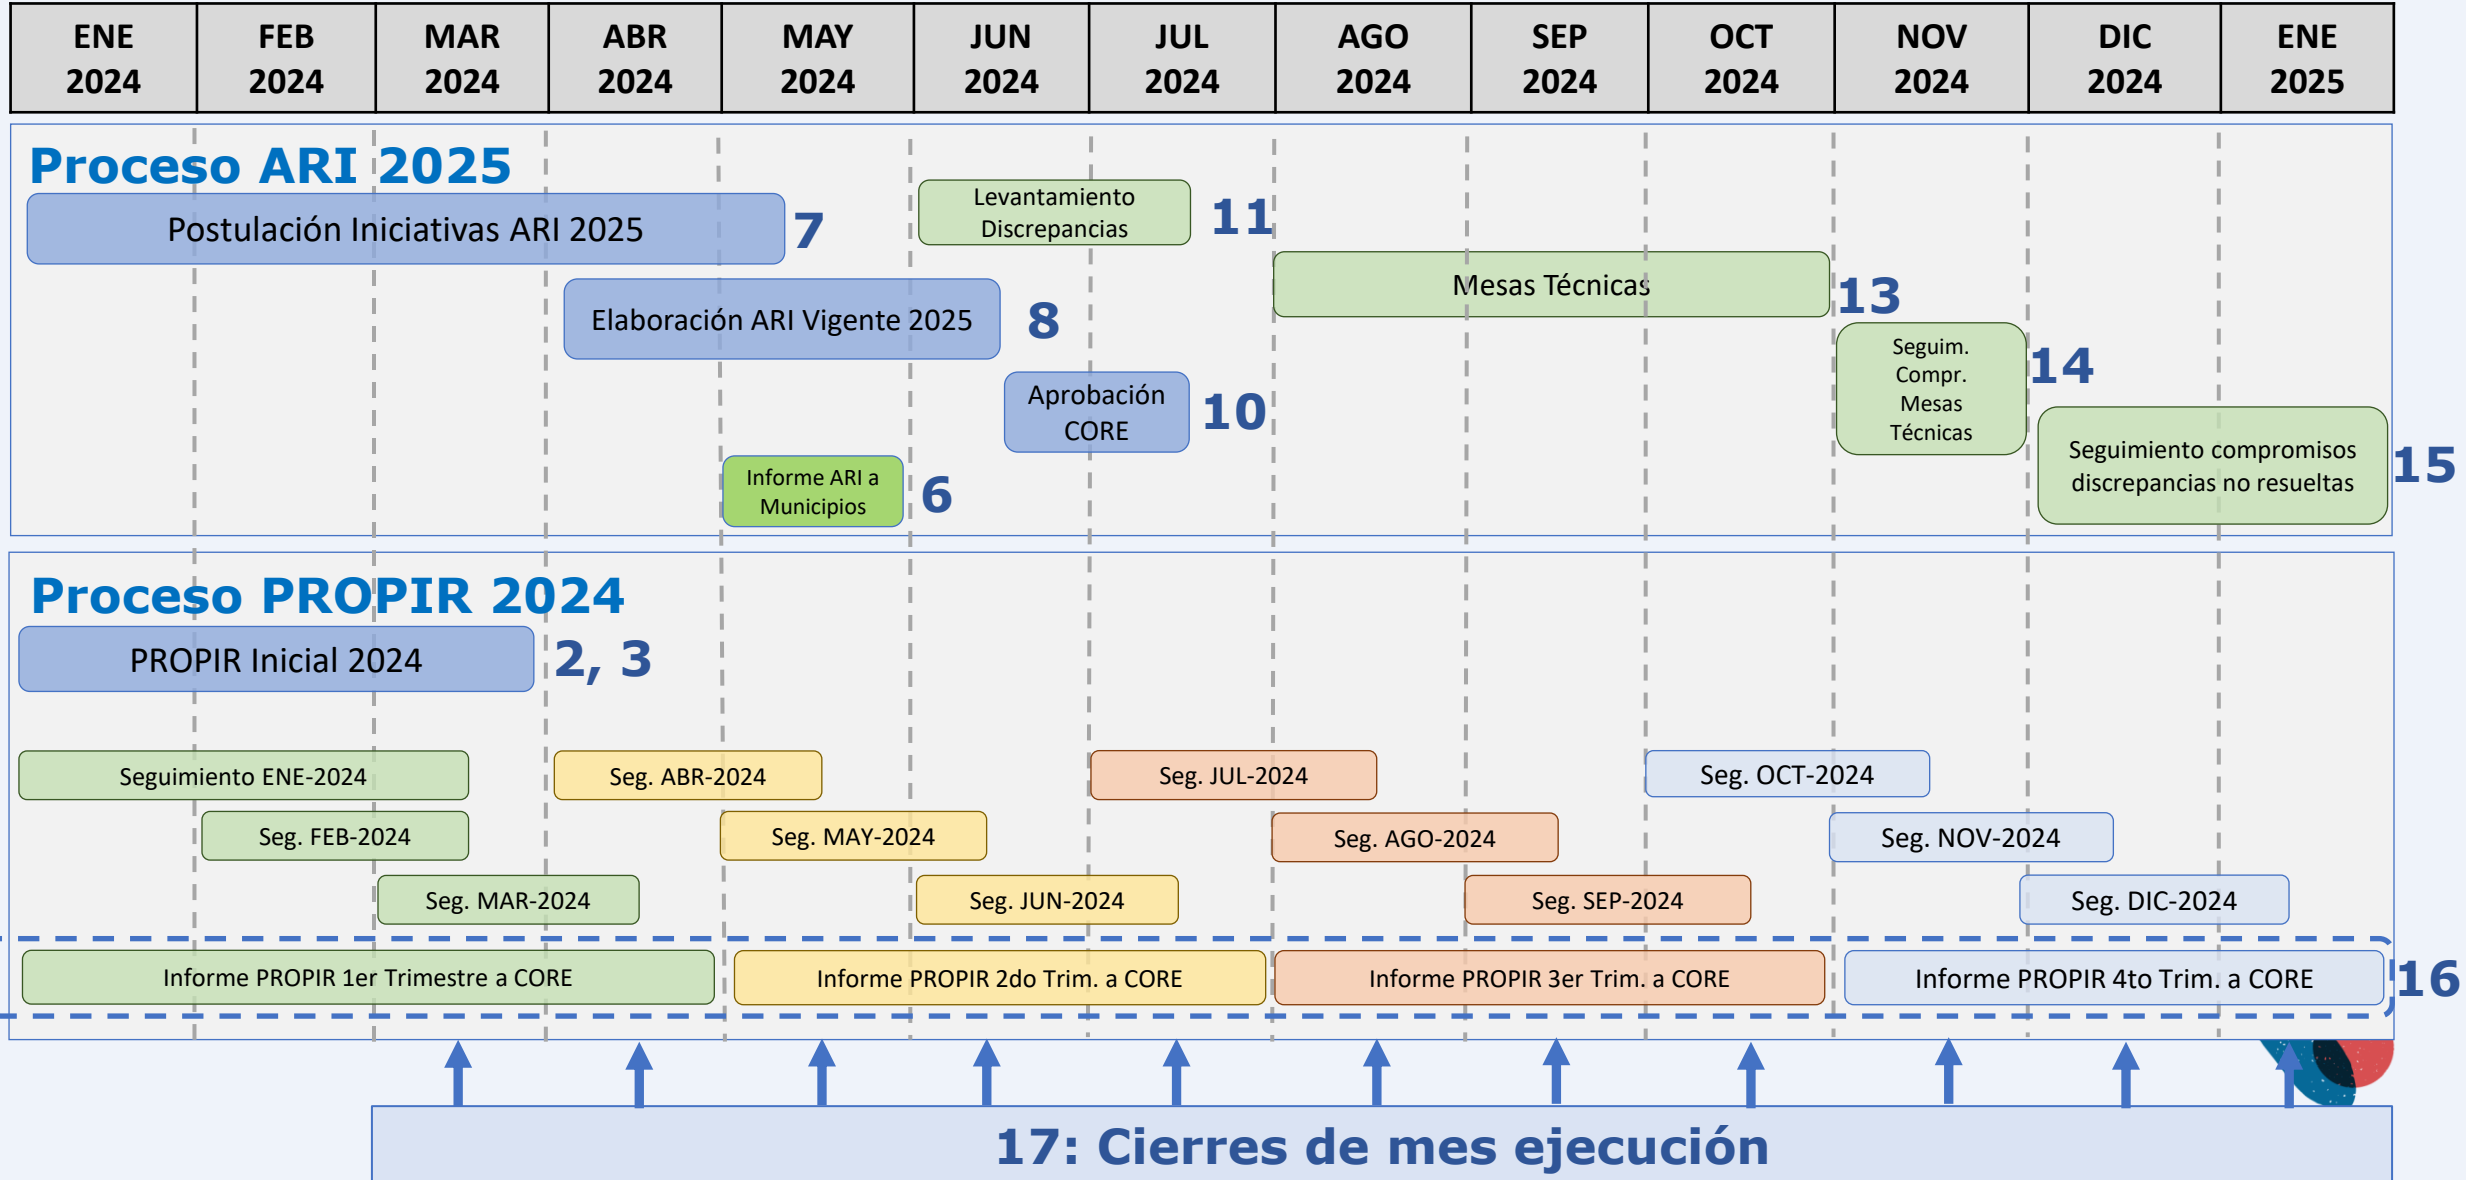 ENE
2024
FEB
2024
MAR
2024
ABR
2024
MAY
2024
JUN
2024
JUL
2024
AGO
2024
SEP
2024
OCT
2024
NOV
2024
DIC
2024
ENE
2025
Proceso ARI 2025
Postulación Iniciativas ARI 2025
7
Levantamiento
Discrepancias
11
Mesas Técnicas
13
Elaboración ARI Vigente 2025
8
Seguim.
Compr.
Mesas
Técnicas
14
Aprobación
CORE
10
Informe ARI a
Municipios
6
Seguimiento compromisos
discrepancias no resueltas
15
Proceso PROPIR 2024
PROPIR Inicial 2024
2, 3
Seguimiento ENE-2024
Seg. ABR-2024
Seg. JUL-2024
Seg. OCT-2024
Seg. FEB-2024
Seg. MAY-2024
Seg. AGO-2024
Seg. NOV-2024
Seg. MAR-2024
Seg. JUN-2024
Seg. SEP-2024
Seg. DIC-2024
Informe PROPIR 1er Trimestre a CORE
Informe PROPIR 2do Trim. a CORE
Informe PROPIR 3er Trim. a CORE
Informe PROPIR 4to Trim. a CORE
16
17: Cierres de mes ejecución